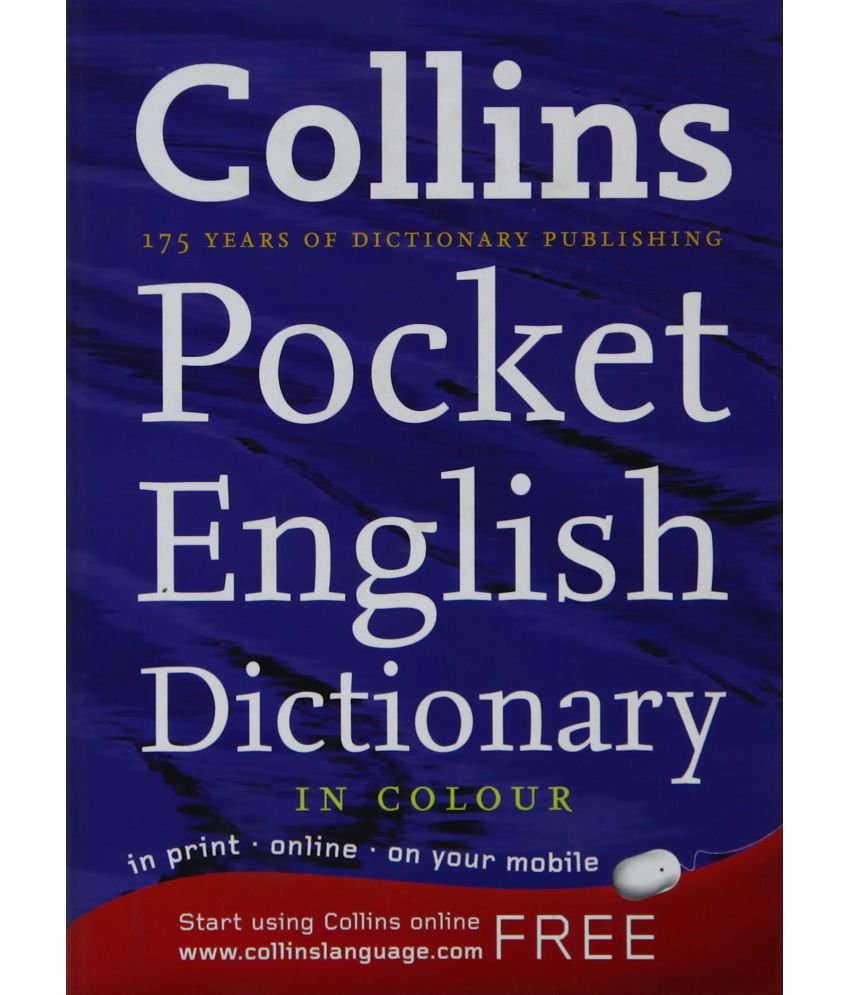 Collins
175 YEARS OF DICTIONARY PUBLISHING
Pocket
English
Dictionary
IN COLOUR
in print · online · on your mobile
Start using Collins online
www.collinslanguage.com FREE